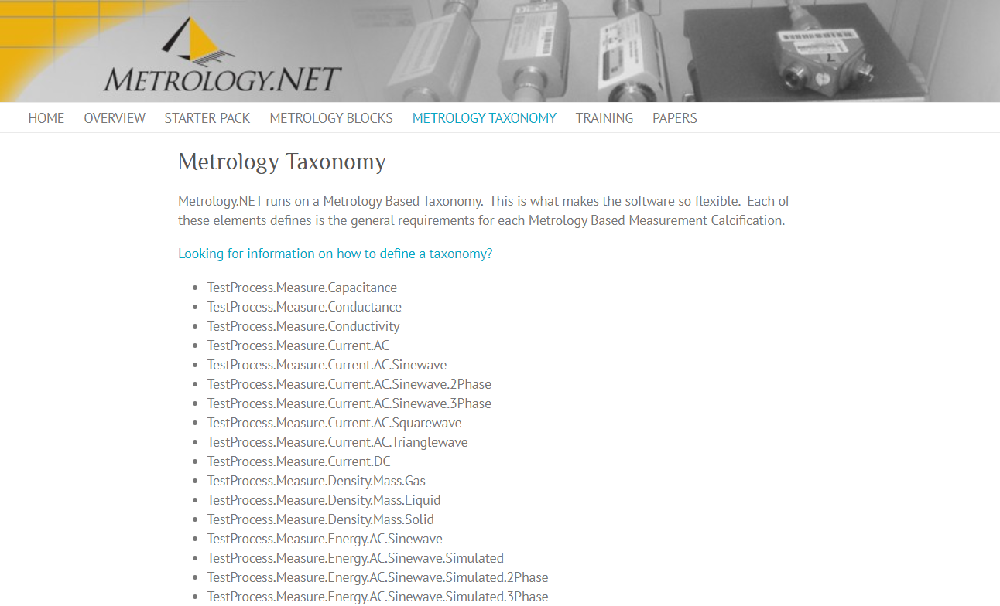 METROLOGY.NET
HOME OVERVIEW STARTER PACK METROLOGY BLOCKS METROLOGY TAXONOMY TRAINING PAPERS
Metrology Taxonomy
Metrology.NET runs on a Metrology Based Taxonomy.  This is what makes the software so flexible.  Each of
these elements defines is the general requirements for each Metrology Based Measurement Calcification.
Looking for information on how to define a taxonomy?
• TestProcess.Measure.Capacitance
• TestProcess.Measure.Conductance
• TestProcess.Measure.Conductivity
• TestProcess.Measure.Current.AC
• TestProcess.Measure.Current.AC.Sinewave
• TestProcess.Measure.Current.AC.Sinewave.2Phase
• TestProcess.Measure.Current.AC.Sinewave.3Phase
• TestProcess.Measure.Current.AC.Squarewave
• TestProcess.Measure.Current.AC.Trianglewave
• TestProcess.Measure.Current.DC
• TestProcess.Measure.Density.Mass.Gas
• TestProcess.Measure.Density.Mass.Liquid
• TestProcess.Measure.Density.Mass.Solid
• TestProcess.Measure.Energy.AC.Sinewave
• TestProcess.Measure.Energy.AC.Sinewave.Simulated
• TestProcess.Measure.Energy.AC.Sinewave.Simulated.2Phase
• TestProcess.Measure.Energy.AC.Sinewave.Simulated.3Phase